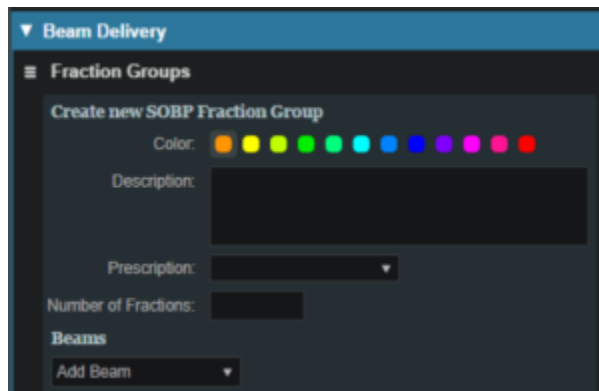 Beam Delivery
Fraction Groups
Create new SOBP Fraction Group
Color:
Description:
Prescription:
Number of Fractions:
Beams
Add Beam